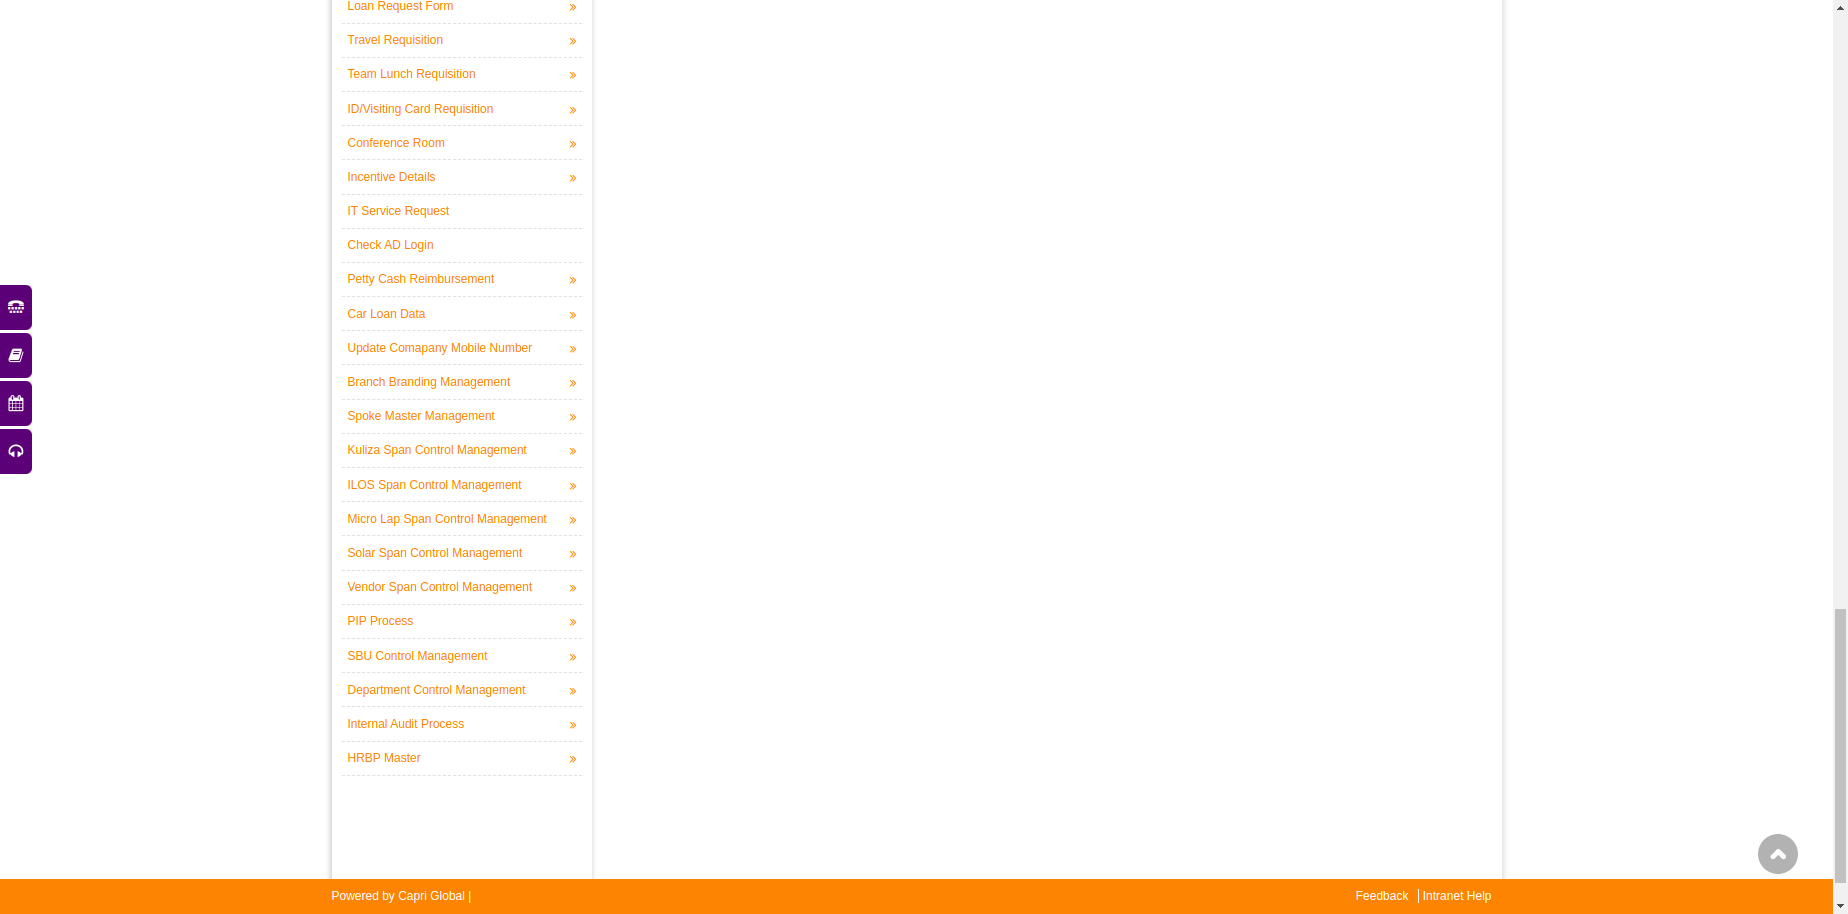 Loan Request Form »
Travel Requisition »
Team Lunch Requisition »
ID/Visiting Card Requisition »
Conference Room »
Incentive Details »
IT Service Request
Check AD Login
Petty Cash Reimbursement »
Car Loan Data »
Update Comapany Mobile Number »
Branch Branding Management »
Spoke Master Management »
Kuliza Span Control Management »
ILOS Span Control Management »
Micro Lap Span Control Management »
Solar Span Control Management »
Vendor Span Control Management »
PIP Process »
SBU Control Management »
Department Control Management »
Internal Audit Process »
HRBP Master »
Powered by Capri Global | Feedback | Intranet Help